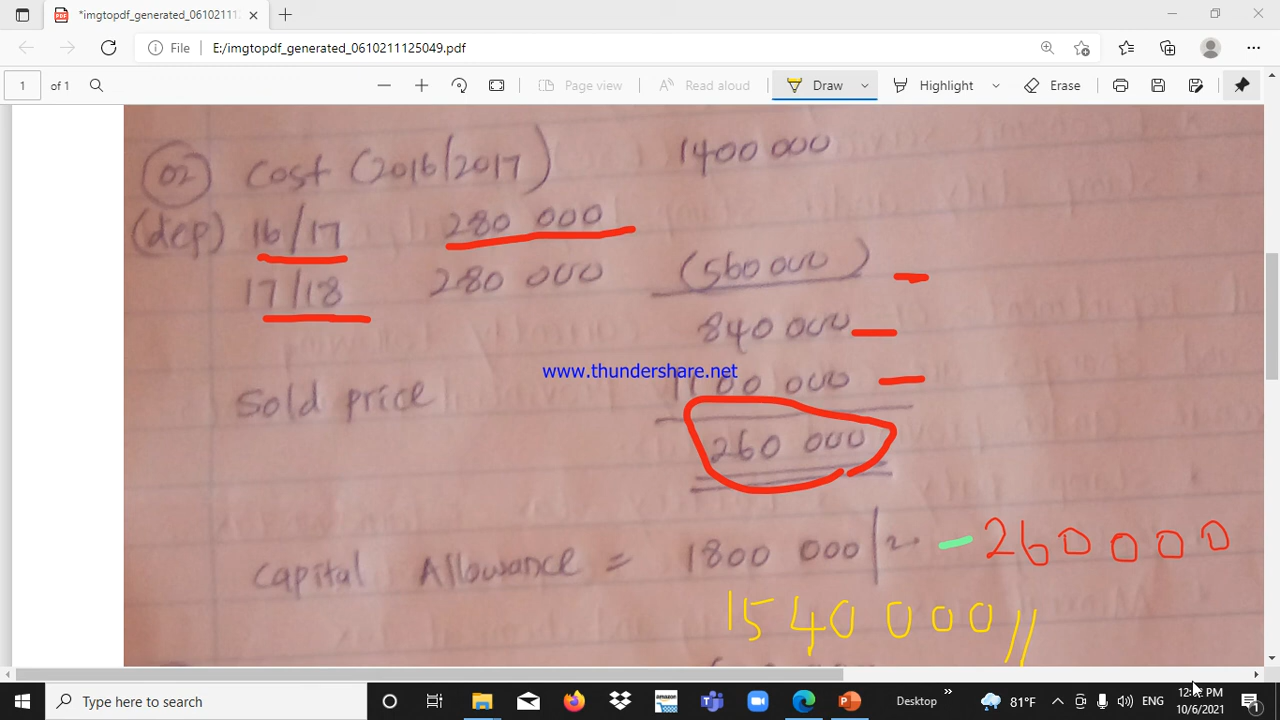 *imgtopdf_generated_0610211125049.pdf
File E:/imgtopdf_generated_0610211125049.pdf
1 of 1 Page view Read aloud Draw Highlight Erase
02 Cost (2016/2017) 1400 000
(dep) 16/17 280 000
17/18 280 000 (560 000)
840 000
www.thundershare.net
Sold price 1100 000
260 000
Capital Allowance = 1800 000 - 260000
1540000//
Type here to search
Desktop 81°F ENG
10/6/2021